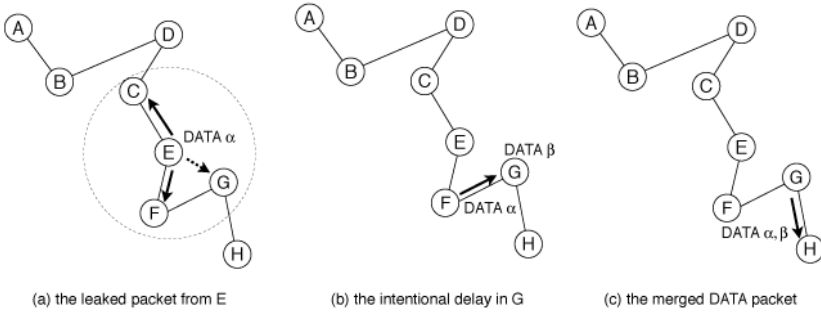 A
B
D
C
E
DATA α
G
F
H
(a) the leaked packet from E
A
B
D
C
E
DATA β
G
F
DATA α
H
(b) the intentional delay in G
A
B
D
C
E
G
F
DATA α, β
H
(c) the merged DATA packet